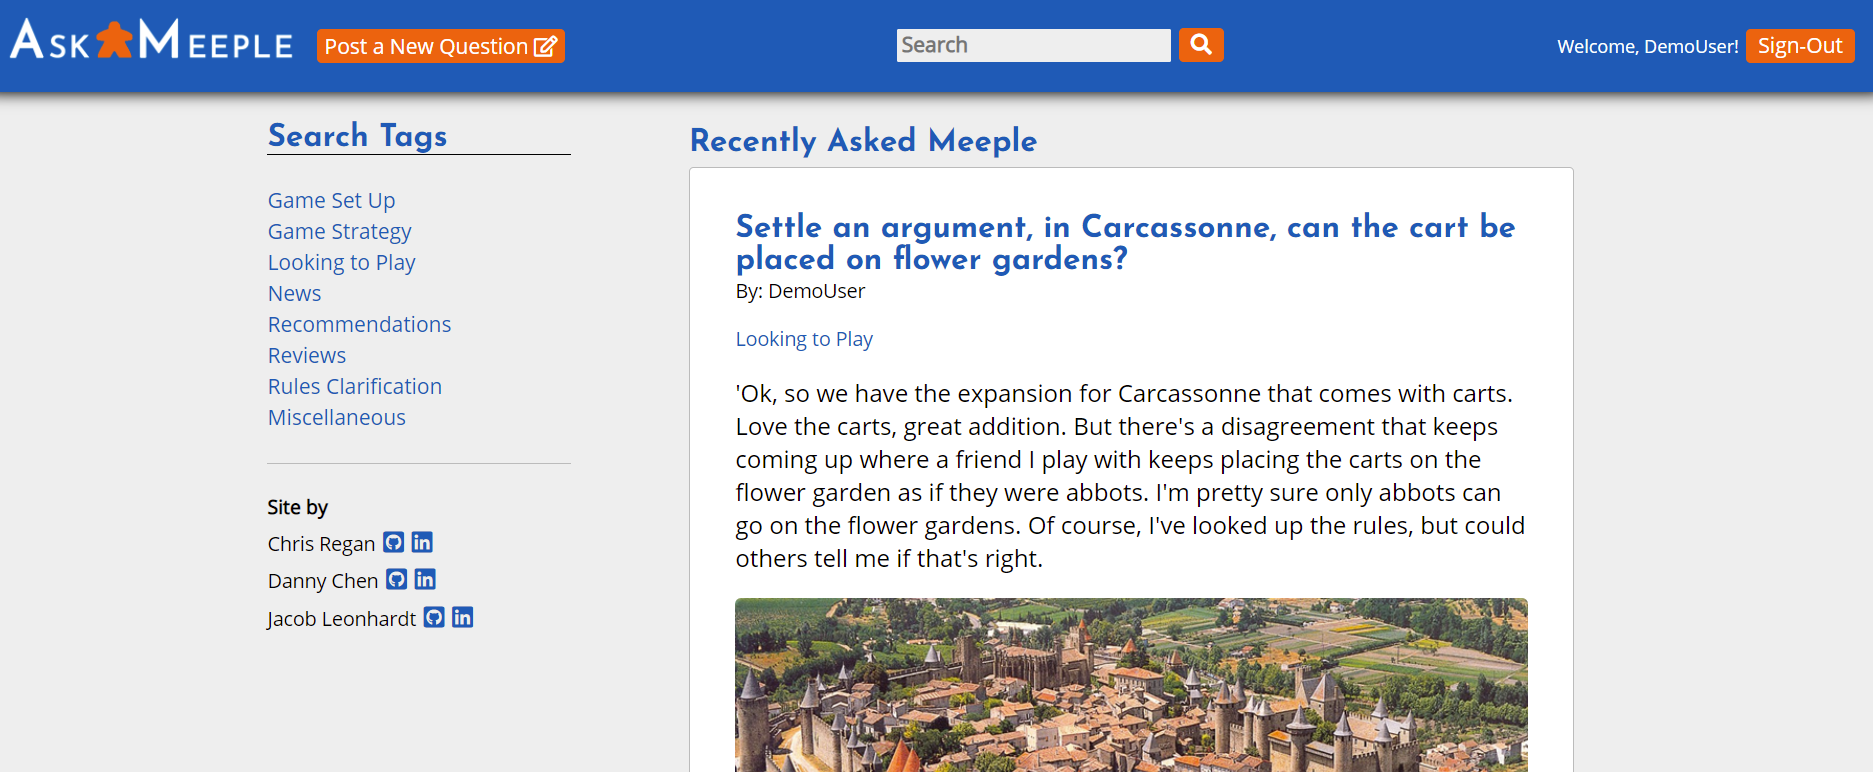 Ask Meeple
Post a New Question
Search
Welcome, DemoUser!
Sign-Out
Search Tags
Game Set Up
Game Strategy
Looking to Play
News
Recommendations
Reviews
Rules Clarification
Miscellaneous
Site by
Chris Regan
Danny Chen
Jacob Leonhardt
Recently Asked Meeple
Settle an argument, in Carcassonne, can the cart be
placed on flower gardens?
By: DemoUser
Looking to Play
'Ok, so we have the expansion for Carcassonne that comes with carts.
Love the carts, great addition. But there's a disagreement that keeps
coming up where a friend I play with keeps placing the carts on the
flower garden as if they were abbots. I'm pretty sure only abbots can
go on the flower gardens. Of course, I've looked up the rules, but could
others tell me if that's right.